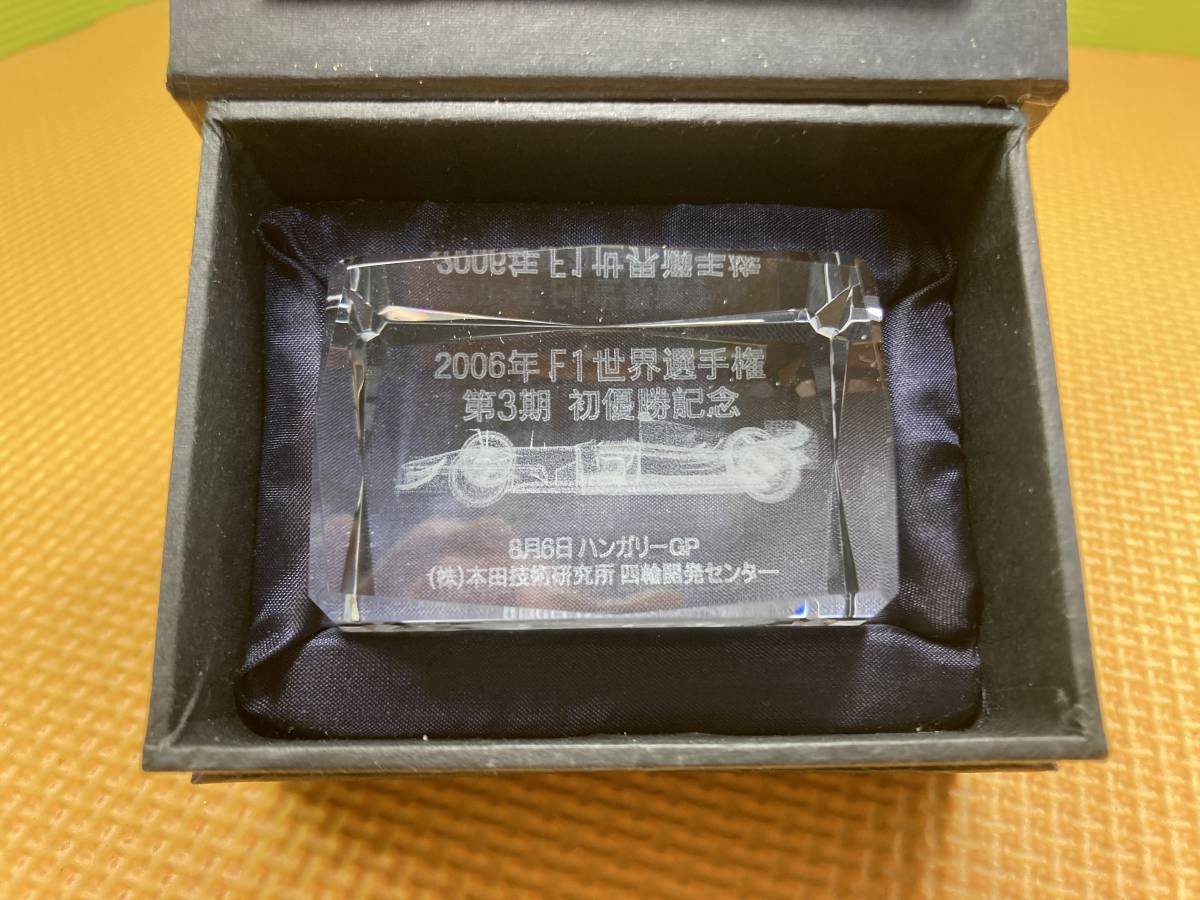 2006年 F1世界選手権
第3期 初優勝記念
8月6日 ハンガリーGP
(株)本田技術研究所 四輪開発センター